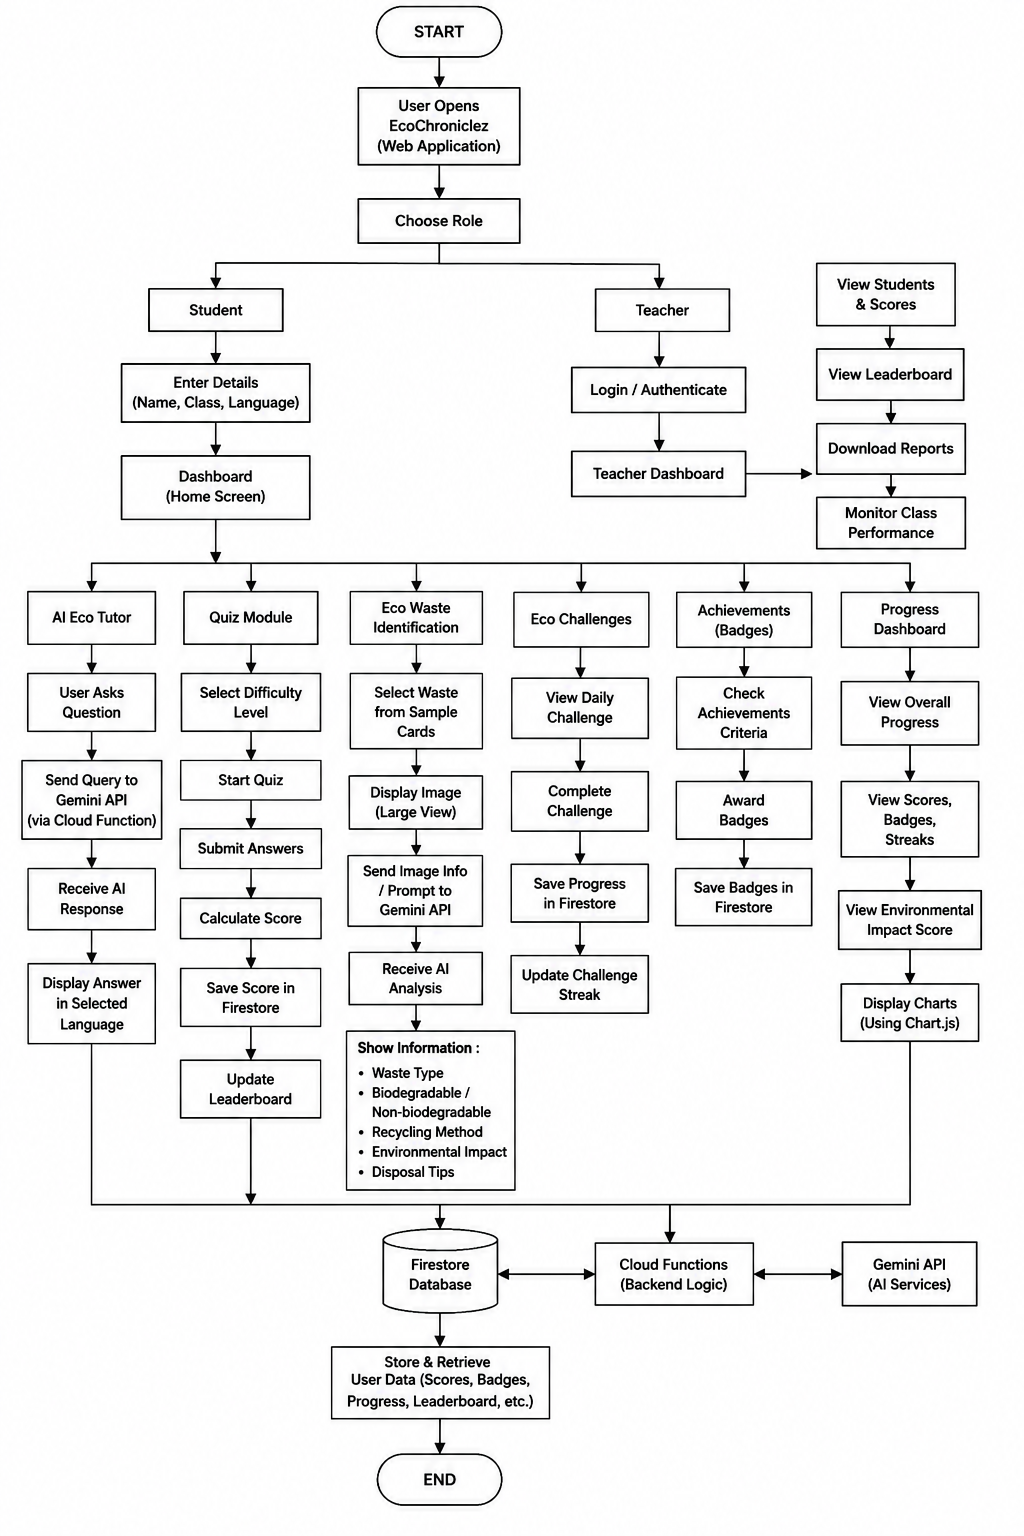 START
User Opens
EcoChroniclez
(Web Application)
Choose Role
Student
Teacher
View Students
& Scores
Enter Details
(Name, Class, Language)
Login / Authenticate
View Leaderboard
Dashboard
(Home Screen)
Teacher Dashboard
Download Reports
Monitor Class
Performance
AI Eco Tutor
User Asks
Question
Send Query to
Gemini API
(via Cloud Function)
Receive AI
Response
Display Answer
in Selected
Language
Quiz Module
Select Difficulty
Level
Start Quiz
Submit Answers
Calculate Score
Save Score in
Firestore
Update
Leaderboard
Eco Waste
Identification
Select Waste
from Sample
Cards
Display Image
(Large View)
Send Image Info
/ Prompt to
Gemini API
Receive AI
Analysis
Show Information :
• Waste Type
• Biodegradable /
Non-biodegradable
• Recycling Method
• Environmental Impact
• Disposal Tips
Eco Challenges
View Daily
Challenge
Complete
Challenge
Save Progress
in Firestore
Update Challenge
Streak
Achievements
(Badges)
Check
Achievements
Criteria
Award
Badges
Save Badges in
Firestore
Progress
Dashboard
View Overall
Progress
View Scores,
Badges,
Streaks
View Environmental
Impact Score
Display Charts
(Using Chart.js)
Firestore
Database
Cloud Functions
(Backend Logic)
Gemini API
(AI Services)
Store & Retrieve
User Data (Scores, Badges,
Progress, Leaderboard, etc.)
END